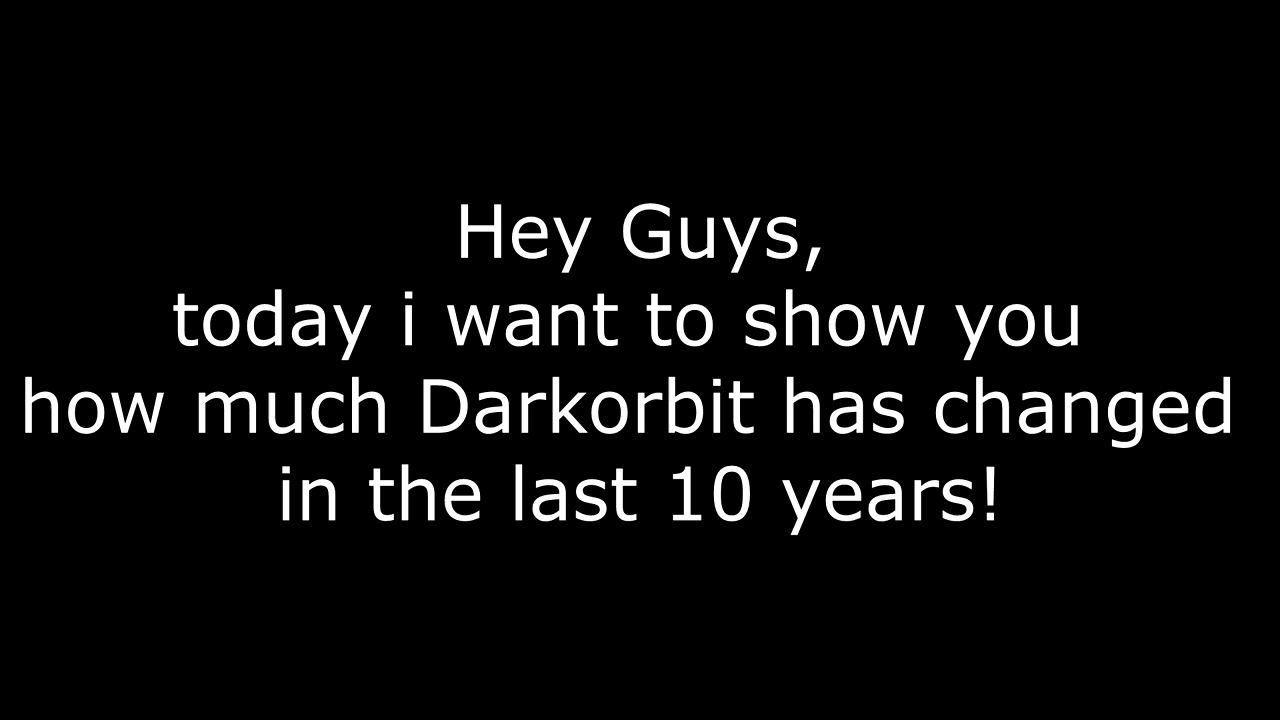 Hey Guys,
today i want to show you
how much Darkorbit has changed
in the last 10 years!